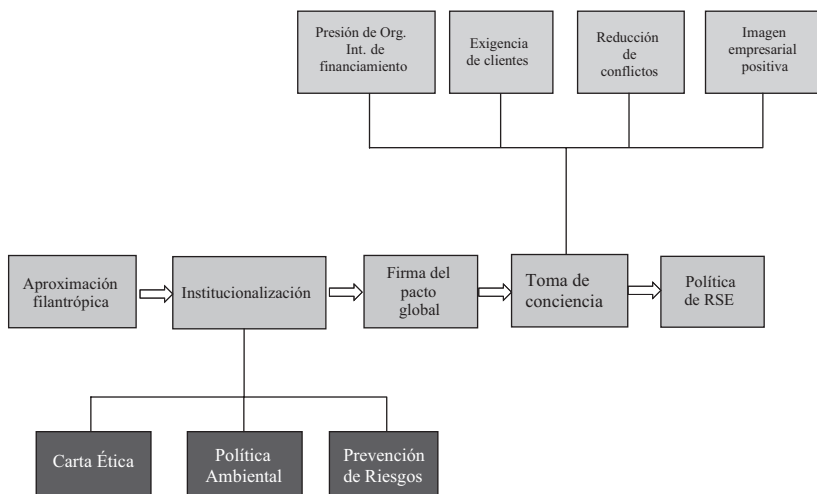 Presión de Org.
Int. de
financiamiento
Exigencia
de clientes
Reducción
de
conflictos
Imagen
empresarial
positiva
Aproximación
filantrópica
Institucionalización
Firma del
pacto
global
Toma de
conciencia
Política
de RSE
Carta Ética
Política
Ambiental
Prevención
de Riesgos